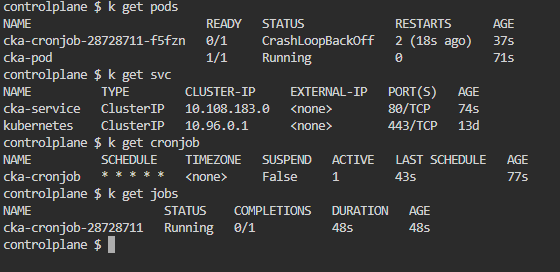 controlplane $ k get pods
NAME                         READY   STATUS             RESTARTS      AGE
cka-cronjob-28728711-f5fzn   0/1     CrashLoopBackOff   2 (18s ago)   37s
cka-pod                      1/1     Running            0             71s
controlplane $ k get svc
NAME          TYPE        CLUSTER-IP     EXTERNAL-IP   PORT(S)   AGE
cka-service   ClusterIP   10.108.183.0   <none>        80/TCP    74s
kubernetes    ClusterIP   10.96.0.1      <none>        443/TCP   13d
controlplane $ k get cronjob
NAME          SCHEDULE    TIMEZONE   SUSPEND   ACTIVE   LAST SCHEDULE   AGE
cka-cronjob   * * * * *   <none>     False     1        43s             77s
controlplane $ k get jobs
NAME                   STATUS    COMPLETIONS   DURATION   AGE
cka-cronjob-28728711   Running   0/1           48s        48s
controlplane $